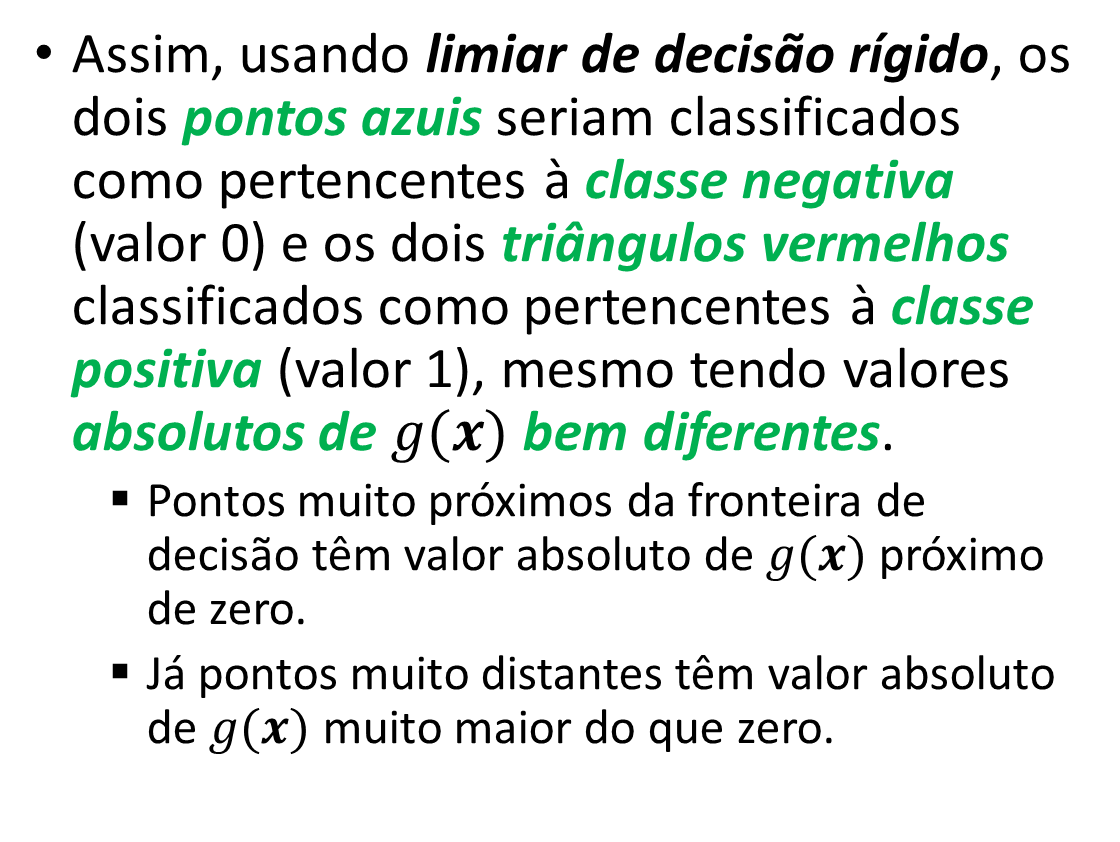 • Assim, usando limiar de decisão rígido, os
dois pontos azuis seriam classificados
como pertencentes à classe negativa
(valor 0) e os dois triângulos vermelhos
classificados como pertencentes à classe
positiva (valor 1), mesmo tendo valores
absolutos de g(x) bem diferentes.
▪ Pontos muito próximos da fronteira de
decisão têm valor absoluto de g(x) próximo
de zero.
▪ Já pontos muito distantes têm valor absoluto
de g(x) muito maior do que zero.